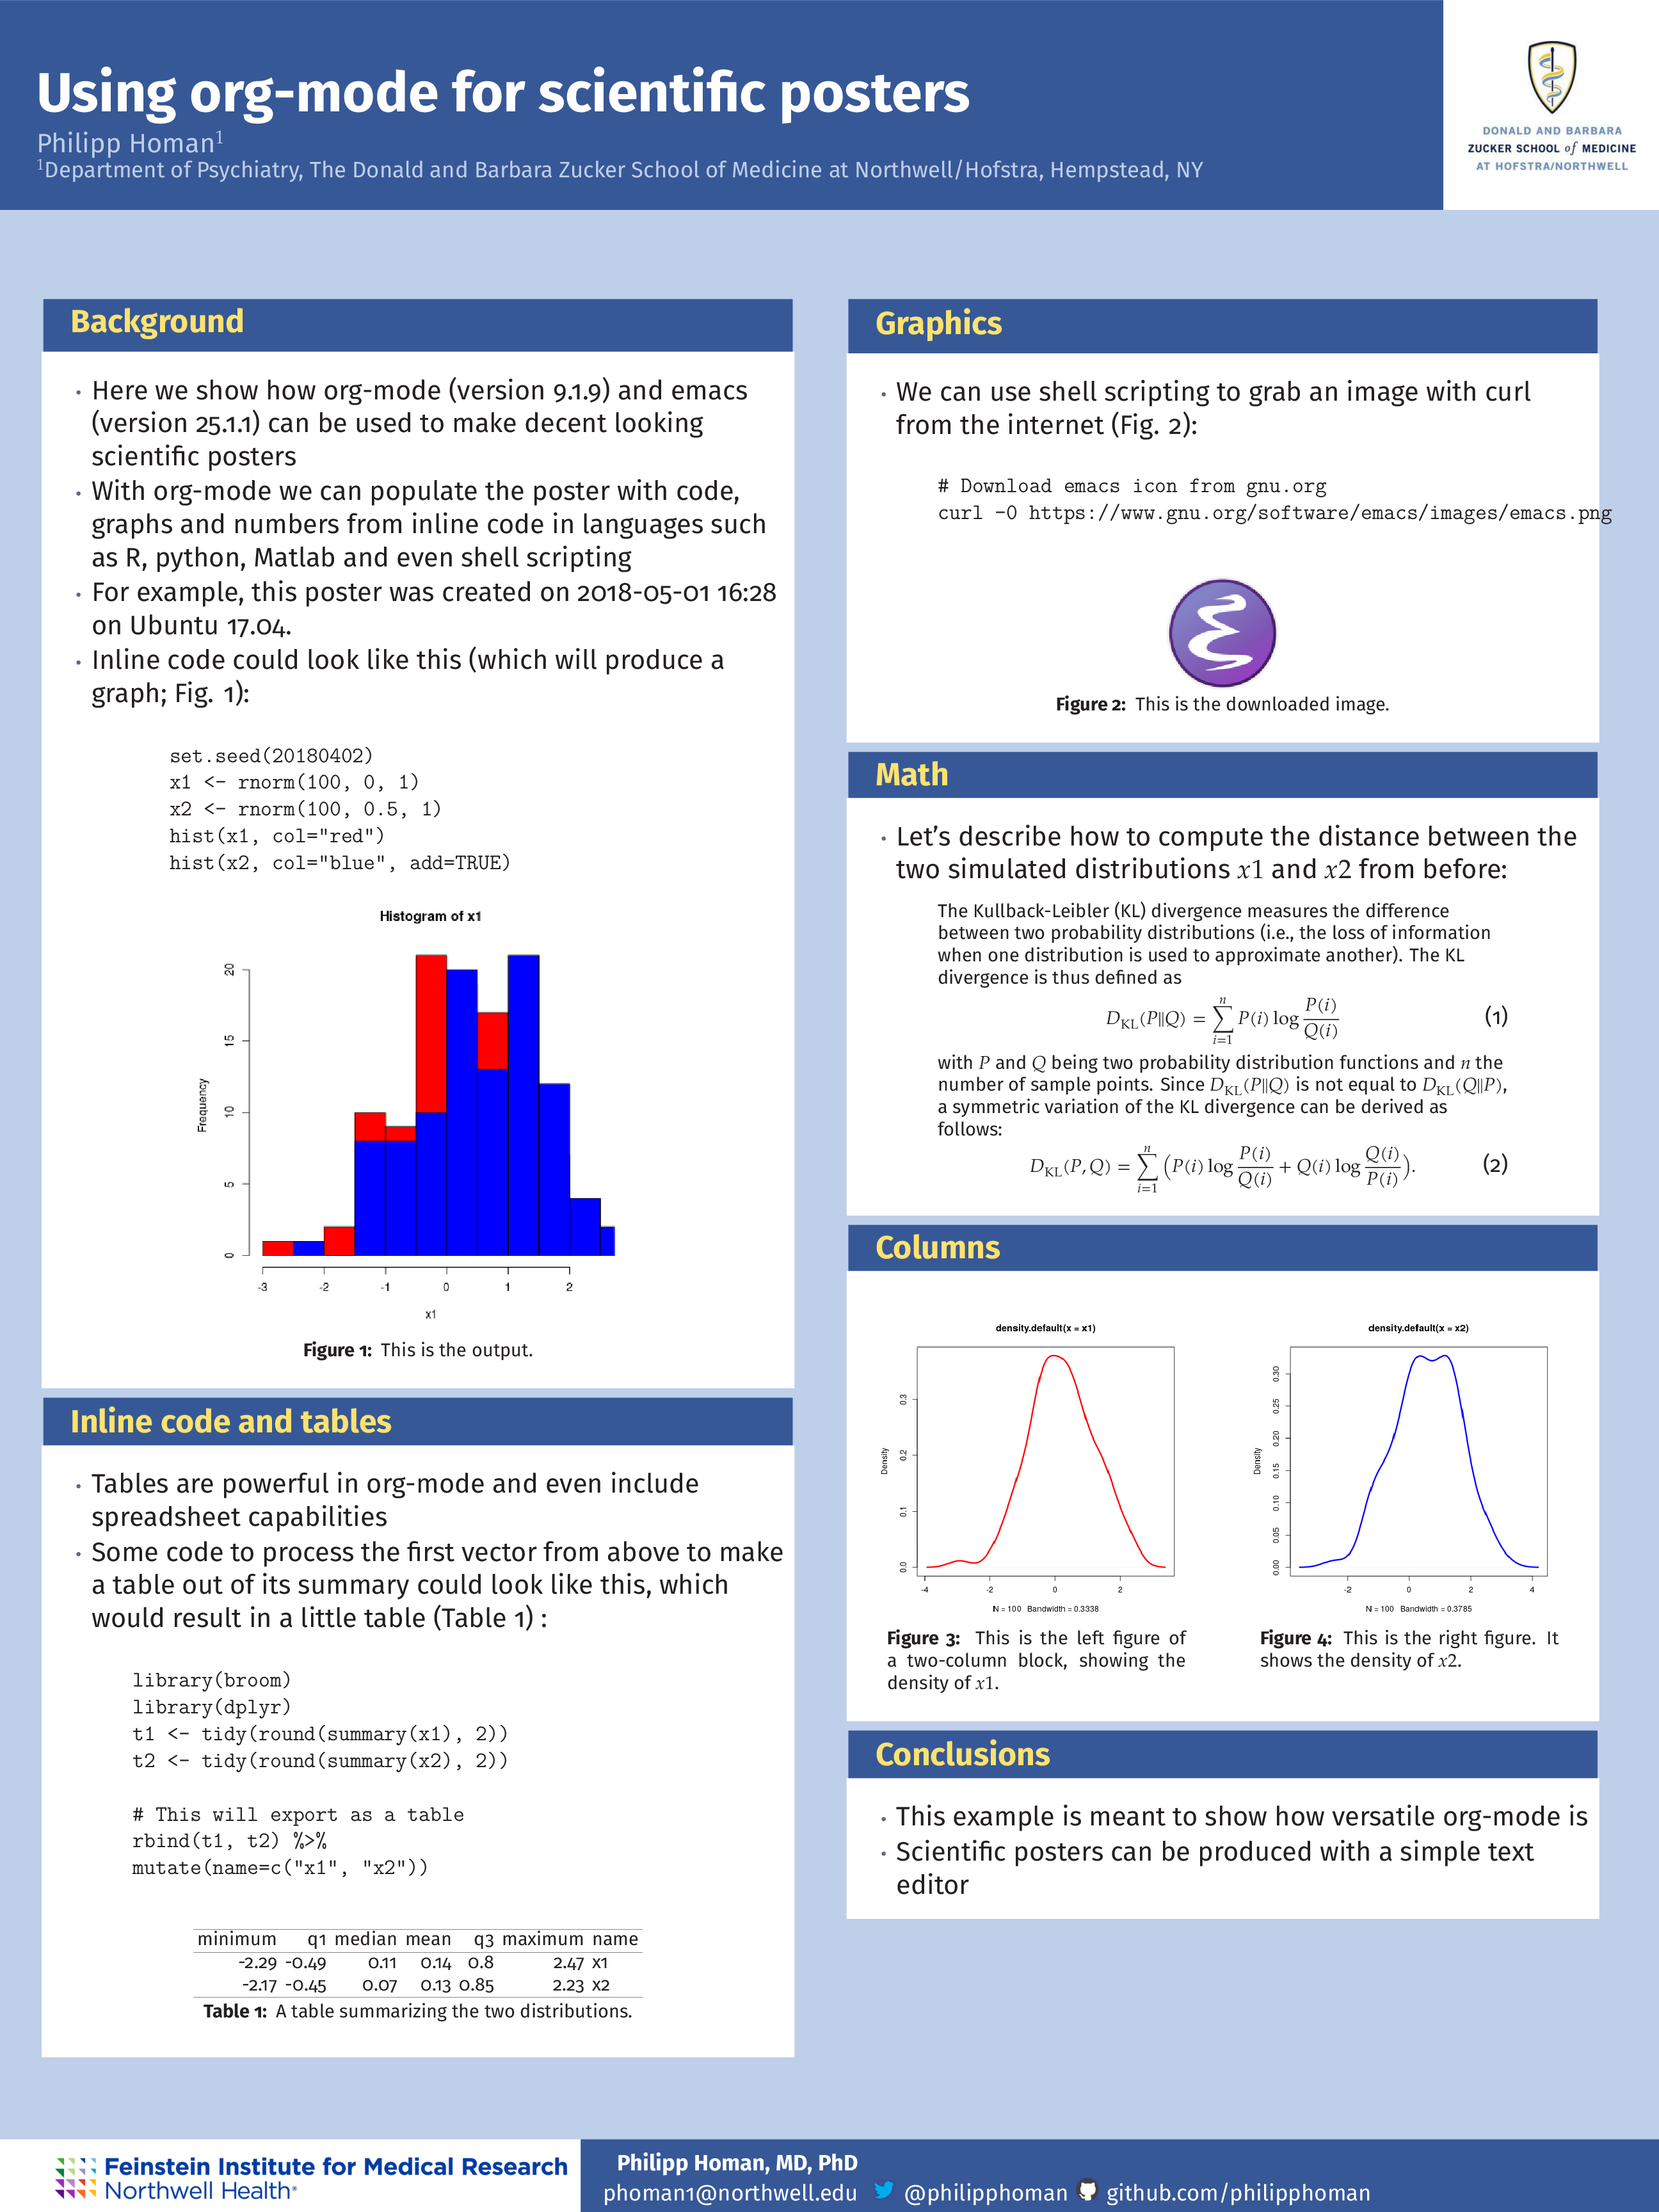 Using org-mode for scientific posters
Philipp Homan¹
¹Department of Psychiatry, The Donald and Barbara Zucker School of Medicine at Northwell/Hofstra, Hempstead, NY
DONALD AND BARBARA
ZUCKER SCHOOL of MEDICINE
AT HOFSTRA/NORTHWELL
Background
· Here we show how org-mode (version 9.1.9) and emacs
(version 25.1.1) can be used to make decent looking
scientific posters
· With org-mode we can populate the poster with code,
graphs and numbers from inline code in languages such
as R, python, Matlab and even shell scripting
· For example, this poster was created on 2018-05-01 16:28
on Ubuntu 17.04.
· Inline code could look like this (which will produce a
graph; Fig. 1):
set.seed(20180402)
x1 <- rnorm(100, 0, 1)
x2 <- rnorm(100, 0.5, 1)
hist(x1, col="red")
hist(x2, col="blue", add=TRUE)
Histogram of x1
Frequency
20
15
10
5
0
-3 -2 -1 0 1 2
x1
Figure 1: This is the output.
Inline code and tables
· Tables are powerful in org-mode and even include
spreadsheet capabilities
· Some code to process the first vector from above to make
a table out of its summary could look like this, which
would result in a little table (Table 1) :
library(broom)
library(dplyr)
t1 <- tidy(round(summary(x1), 2))
t2 <- tidy(round(summary(x2), 2))
# This will export as a table
rbind(t1, t2) %>%
mutate(name=c("x1", "x2"))
minimum q1 median mean q3 maximum name
-2.29 -0.49 0.11 0.14 0.8 2.47 x1
-2.17 -0.45 0.07 0.13 0.85 2.23 x2
Table 1: A table summarizing the two distributions.
Graphics
· We can use shell scripting to grab an image with curl
from the internet (Fig. 2):
# Download emacs icon from gnu.org
curl -O https://www.gnu.org/software/emacs/images/emacs.png
Figure 2: This is the downloaded image.
Math
· Let's describe how to compute the distance between the
two simulated distributions x1 and x2 from before:
The Kullback-Leibler (KL) divergence measures the difference
between two probability distributions (i.e., the loss of information
when one distribution is used to approximate another). The KL
divergence is thus defined as
D_KL(P||Q) = ∑_{i=1}^{n} P(i) log P(i)/Q(i) (1)
with P and Q being two probability distribution functions and n the
number of sample points. Since D_KL(P||Q) is not equal to D_KL(Q||P),
a symmetric variation of the KL divergence can be derived as
follows:
D_KL(P, Q) = ∑_{i=1}^{n} (P(i) log P(i)/Q(i) + Q(i) log Q(i)/P(i)). (2)
Columns
density.default(x = x1)
Density
0.3
0.2
0.1
0.0
-4 -2 0 2
N = 100 Bandwidth = 0.3338
Figure 3: This is the left figure of
a two-column block, showing the
density of x1.
density.default(x = x2)
Density
0.30
0.25
0.20
0.15
0.10
0.05
0.00
-2 0 2 4
N = 100 Bandwidth = 0.3785
Figure 4: This is the right figure. It
shows the density of x2.
Conclusions
· This example is meant to show how versatile org-mode is
· Scientific posters can be produced with a simple text
editor
Feinstein Institute for Medical Research
Northwell Health
Philipp Homan, MD, PhD
phoman1@northwell.edu @philipphoman github.com/philipphoman